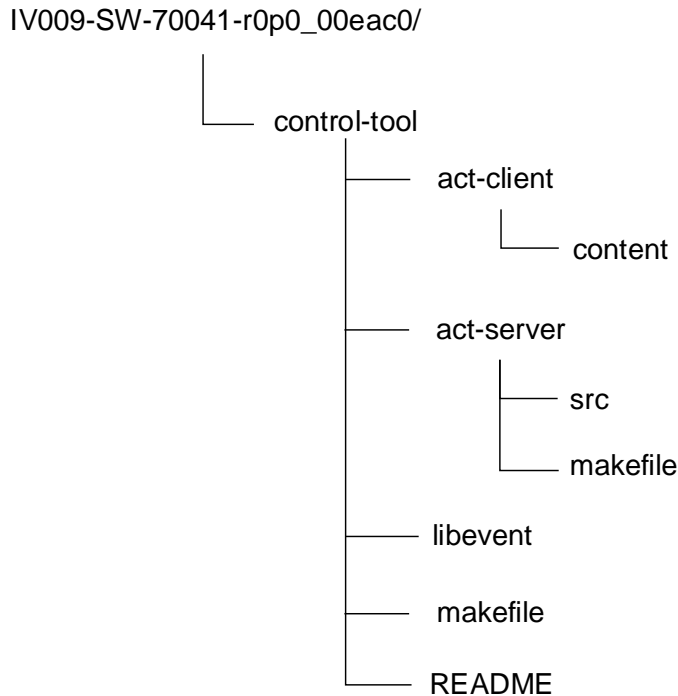 IV009-SW-70041-r0p0_00eac0/
control-tool
act-client
content
act-server
src
makefile
libevent
makefile
README